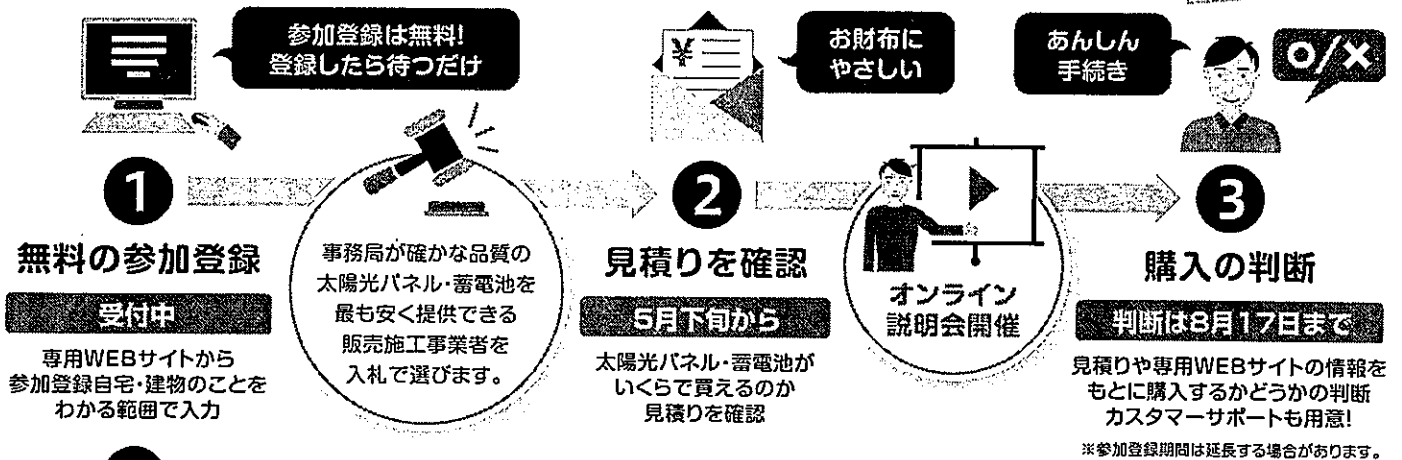 参加登録は無料!
登録したら待つだけ
¥
お財布に
やさしい
あんしん
手続き
O/X
1
無料の参加登録
受付中
専用WEBサイトから
参加登録自宅・建物のことを
わかる範囲で入力
事務局が確かな品質の
太陽光パネル・蓄電池を
最も安く提供できる
販売施工事業者を
入札で選びます。
2
見積りを確認
5月下旬から
太陽光パネル・蓄電池が
いくらで買えるのか
見積りを確認
オンライン
説明会開催
3
購入の判断
判断は8月17日まで
見積りや専用WEBサイトの情報を
もとに購入するかどうかの判断
カスタマーサポートも用意!
※参加登録期間は延長する場合があります。